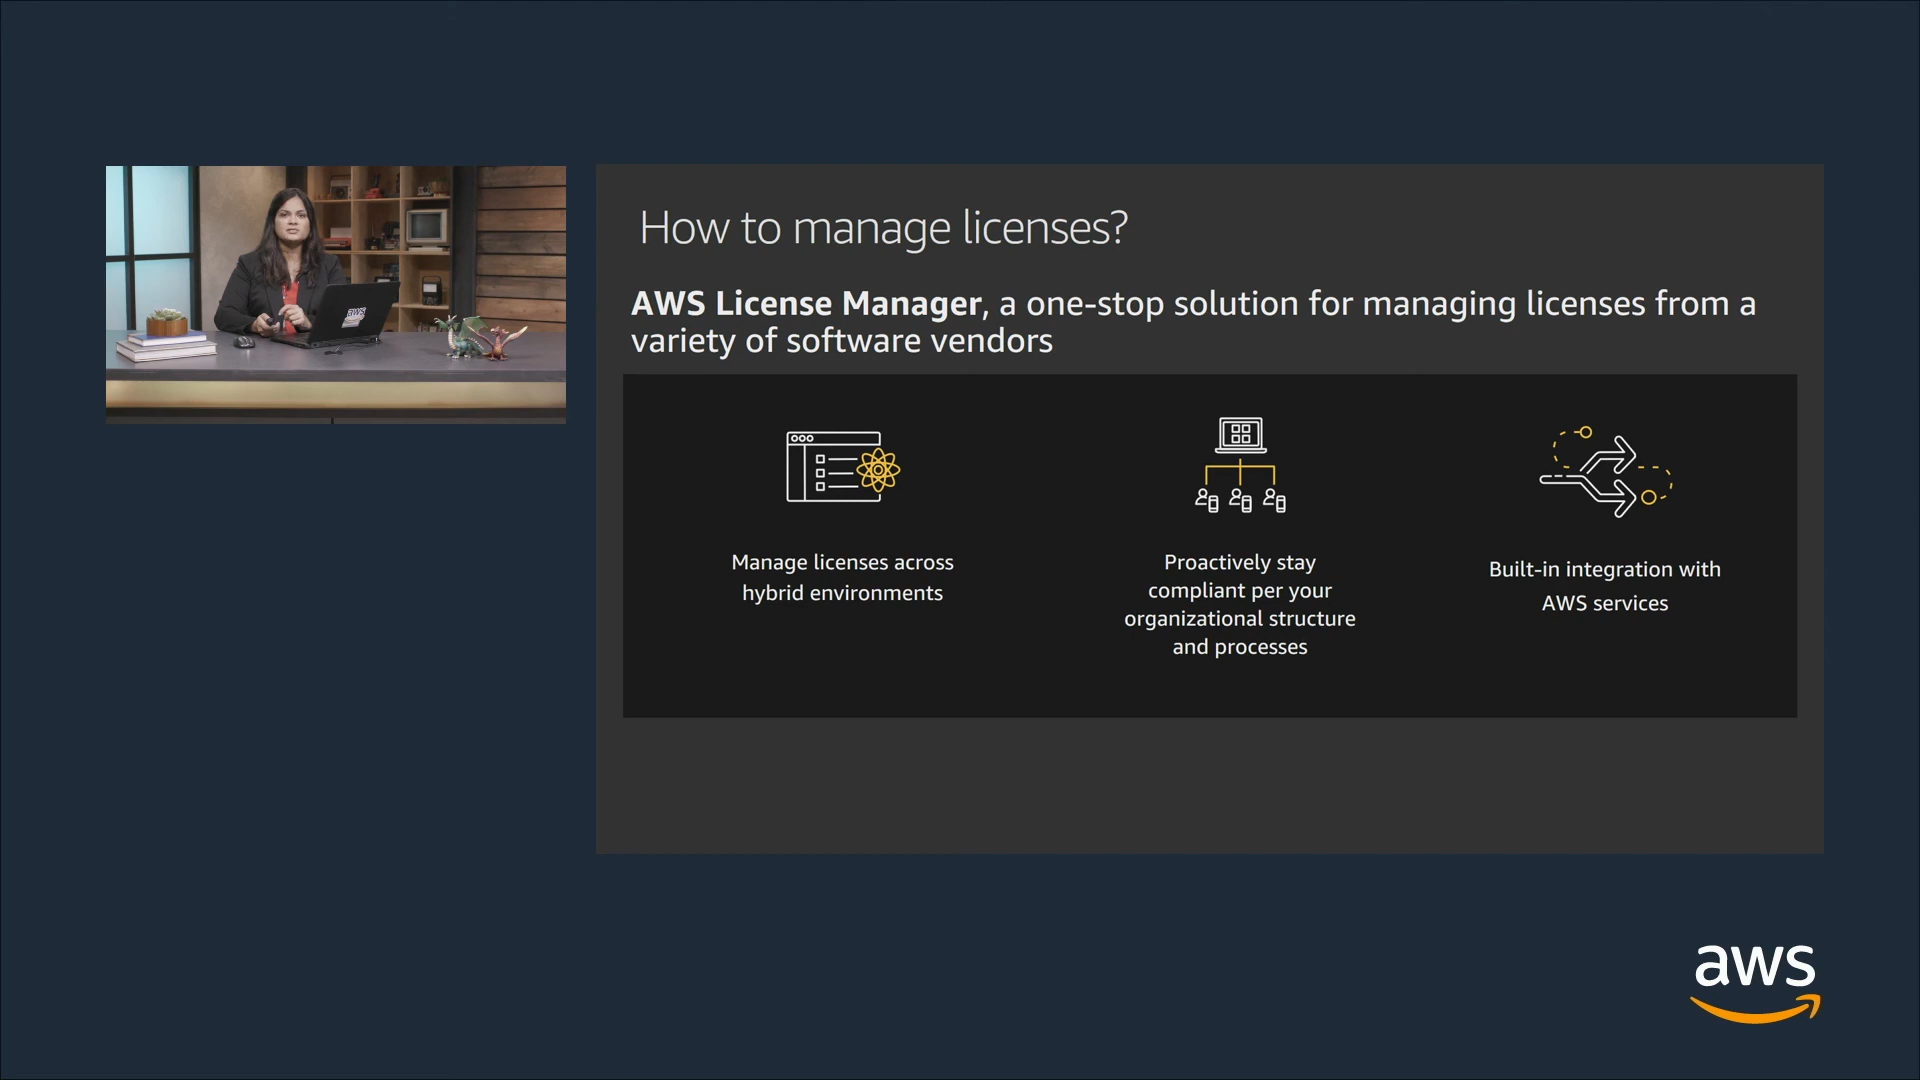 How to manage licenses?
AWS License Manager, a one-stop solution for managing licenses from a
variety of software vendors
Manage licenses across
hybrid environments
Proactively stay
compliant per your
organizational structure
and processes
Built-in integration with
AWS services
aws
aws